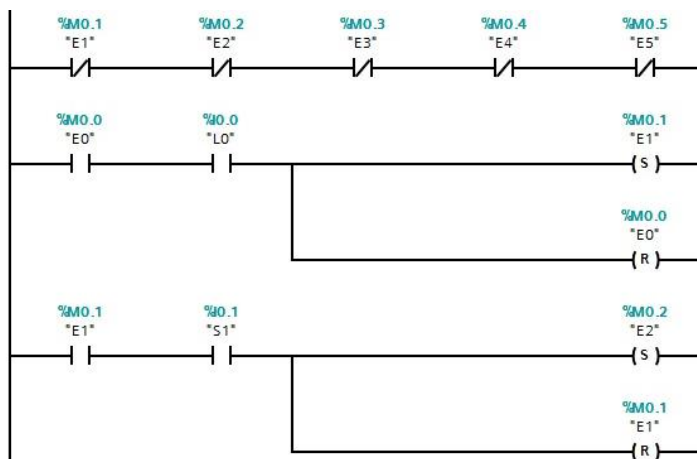 %M0.1 %M0.2 %M0.3 %M0.4 %M0.5
"E1" "E2" "E3" "E4" "E5"
%M0.0 %I0.0 %M0.1
"E0" "L0" "E1"
S
%M0.0
"E0"
R
%M0.1 %I0.1 %M0.2
"E1" "S1" "E2"
S
%M0.1
"E1"
R